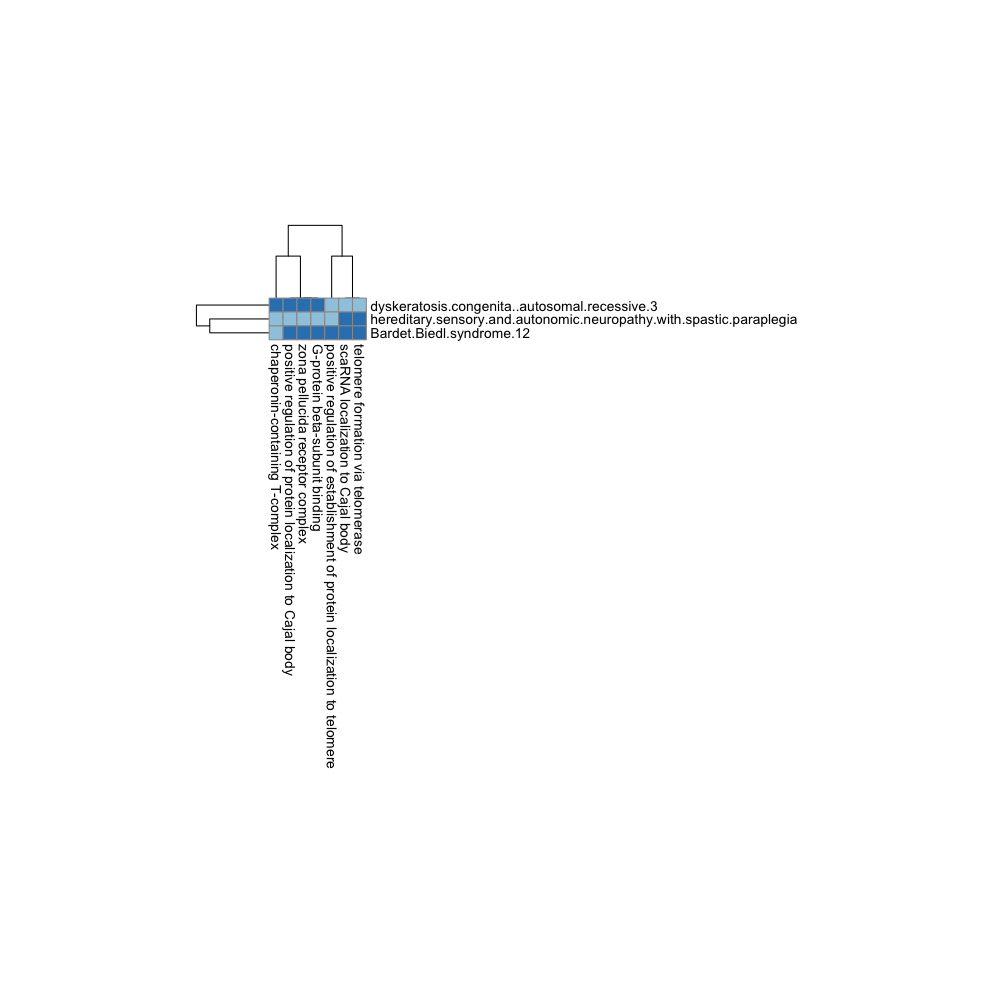 dyskeratosis.congenita..autosomal.recessive.3
hereditary.sensory.and.autonomic.neuropathy.with.spastic.paraplegia
Bardet.Biedl.syndrome.12
chaperonin-containing T-complex
positive regulation of protein localization to Cajal body
zona pellucida receptor complex
G-protein beta-subunit binding
positive regulation of establishment of protein localization to telomere
scaRNA localization to Cajal body
telomere formation via telomerase